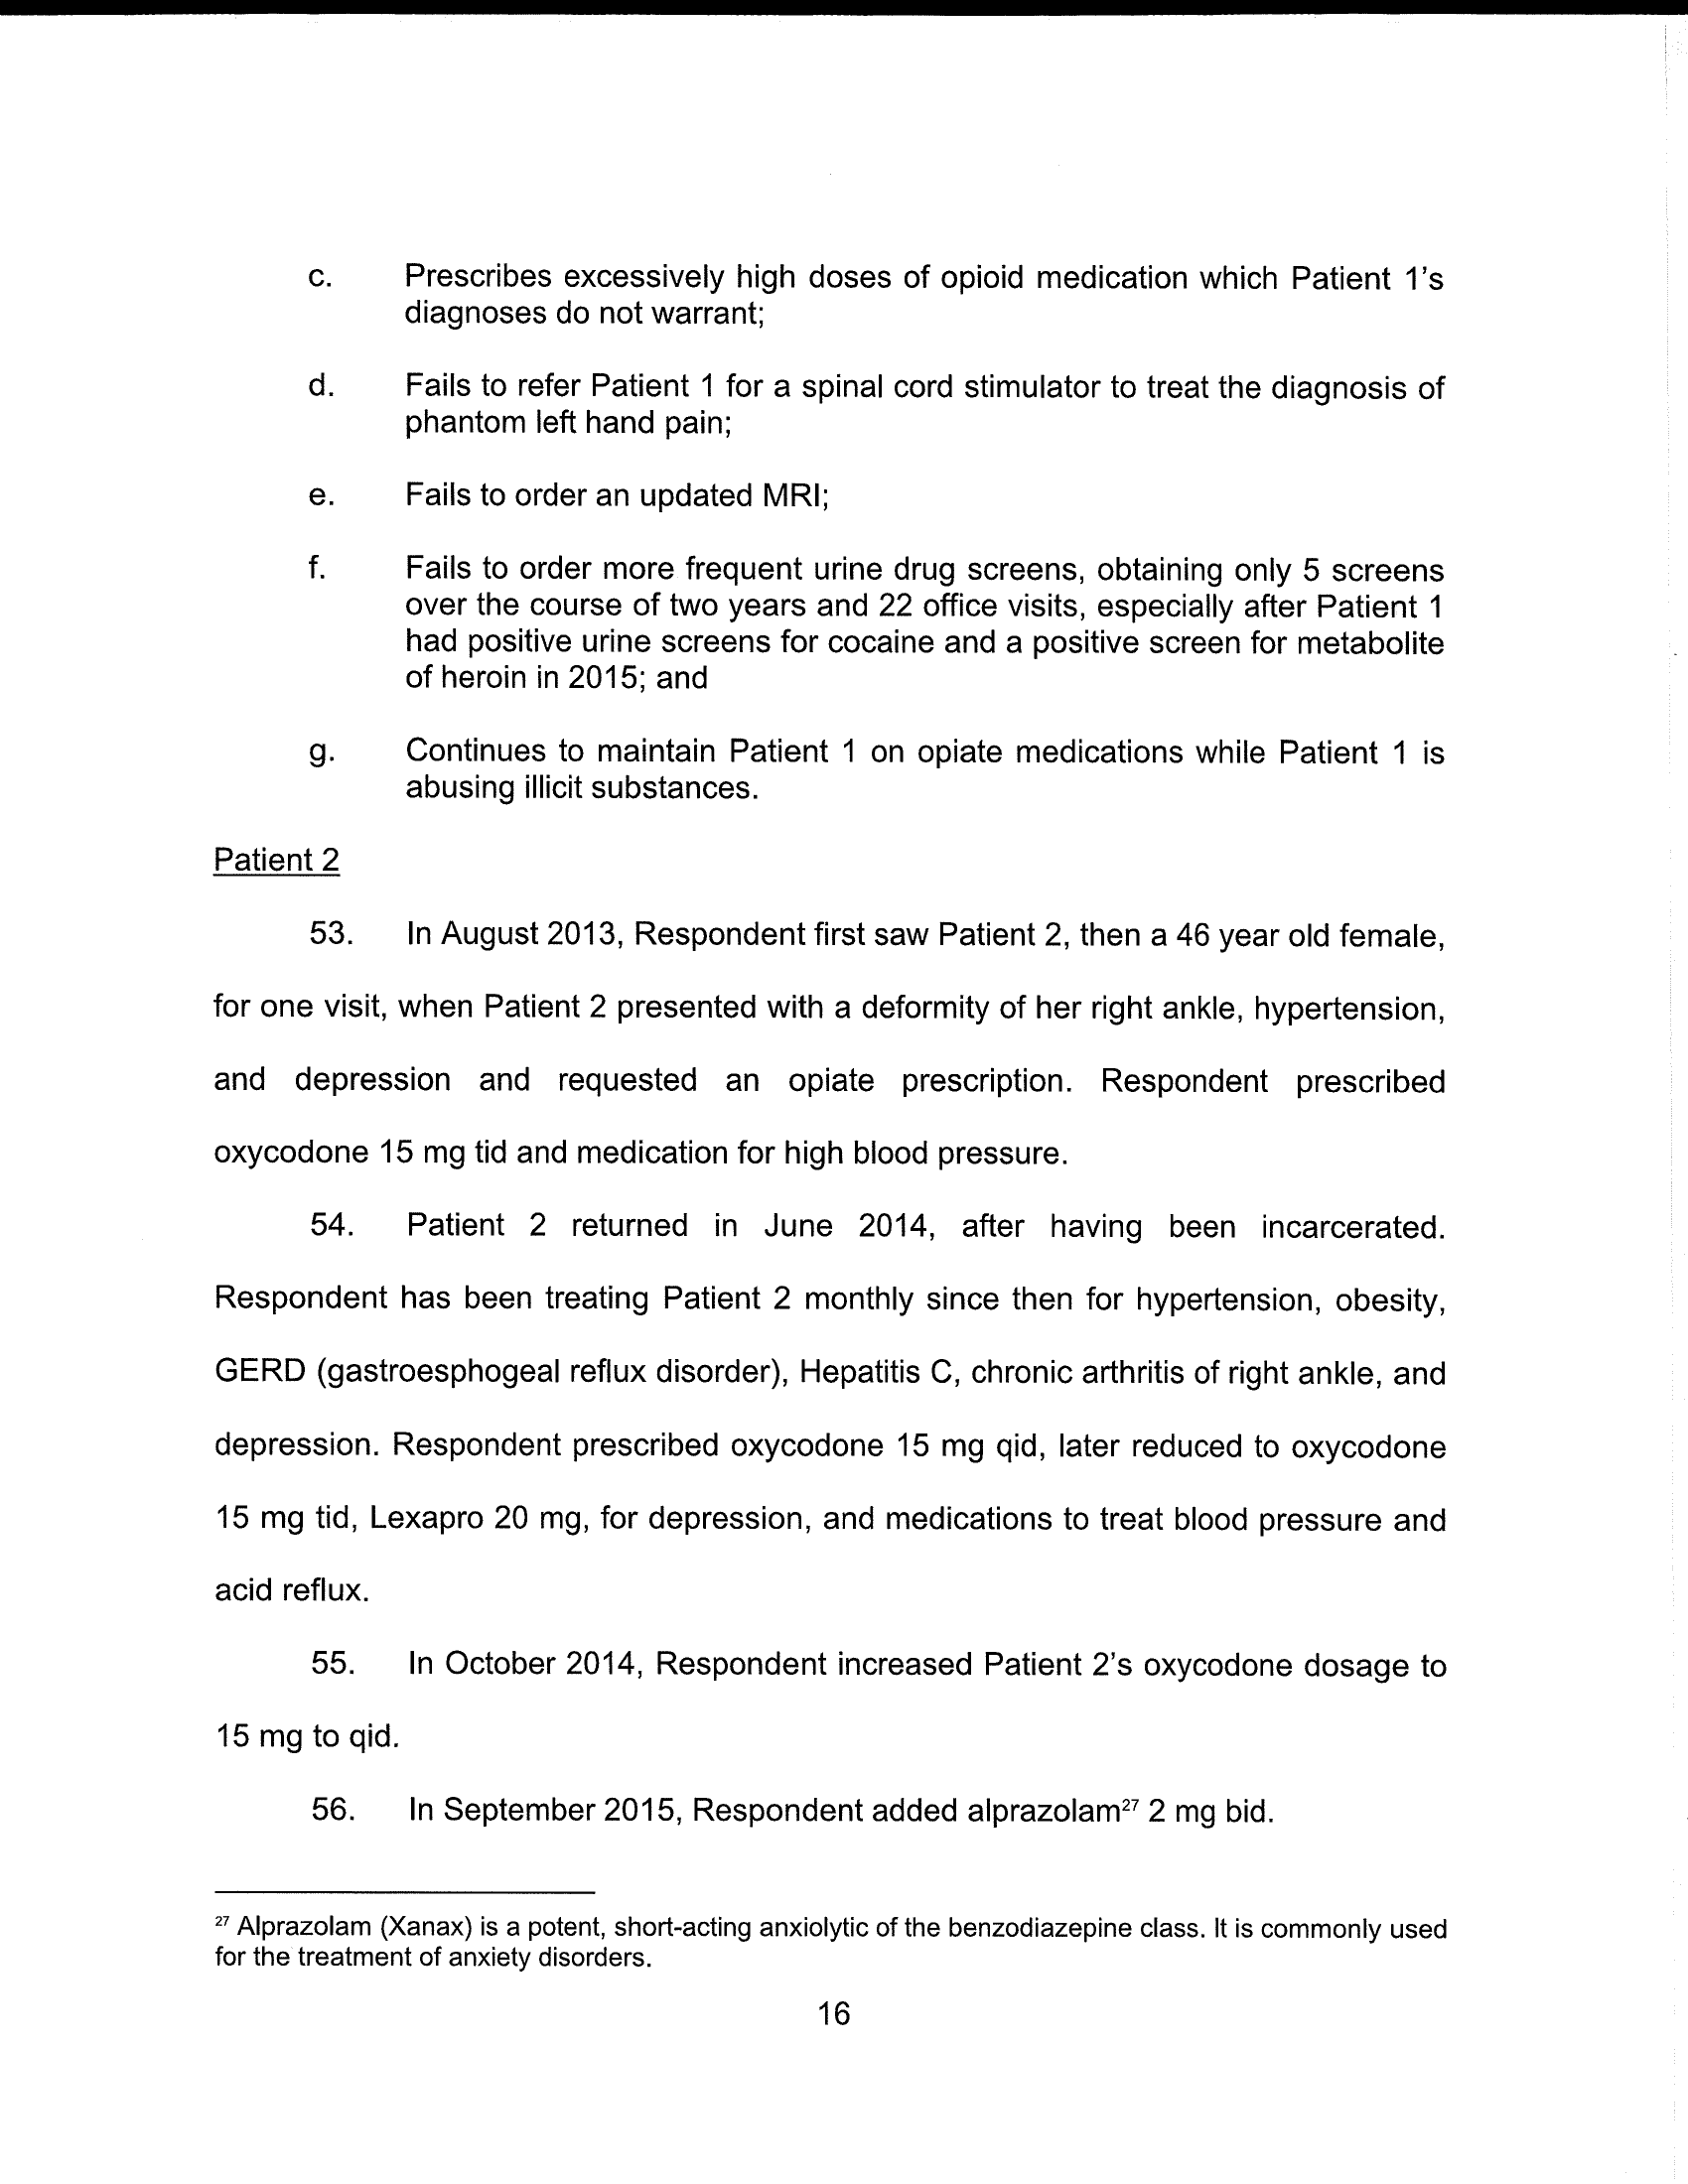 c. Prescribes excessively high doses of opioid medication which Patient 1's
diagnoses do not warrant;
d. Fails to refer Patient 1 for a spinal cord stimulator to treat the diagnosis of
phantom left hand pain;
e. Fails to order an updated MRI;
f. Fails to order more frequent urine drug screens, obtaining only 5 screens
over the course of two years and 22 office visits, especially after Patient 1
had positive urine screens for cocaine and a positive screen for metabolite
of heroin in 2015; and
g. Continues to maintain Patient 1 on opiate medications while Patient 1 is
abusing illicit substances.
Patient 2
53. In August 2013, Respondent first saw Patient 2, then a 46 year old female,
for one visit, when Patient 2 presented with a deformity of her right ankle, hypertension,
and depression and requested an opiate prescription. Respondent prescribed
oxycodone 15 mg tid and medication for high blood pressure.
54. Patient 2 returned in June 2014, after having been incarcerated.
Respondent has been treating Patient 2 monthly since then for hypertension, obesity,
GERD (gastroesphogeal reflux disorder), Hepatitis C, chronic arthritis of right ankle, and
depression. Respondent prescribed oxycodone 15 mg qid, later reduced to oxycodone
15 mg tid, Lexapro 20 mg, for depression, and medications to treat blood pressure and
acid reflux.
55. In October 2014, Respondent increased Patient 2's oxycodone dosage to
15 mg to qid.
56. In September 2015, Respondent added alprazolam27 2 mg bid.
27 Alprazolam (Xanax) is a potent, short-acting anxiolytic of the benzodiazepine class. It is commonly used
for the treatment of anxiety disorders.
16